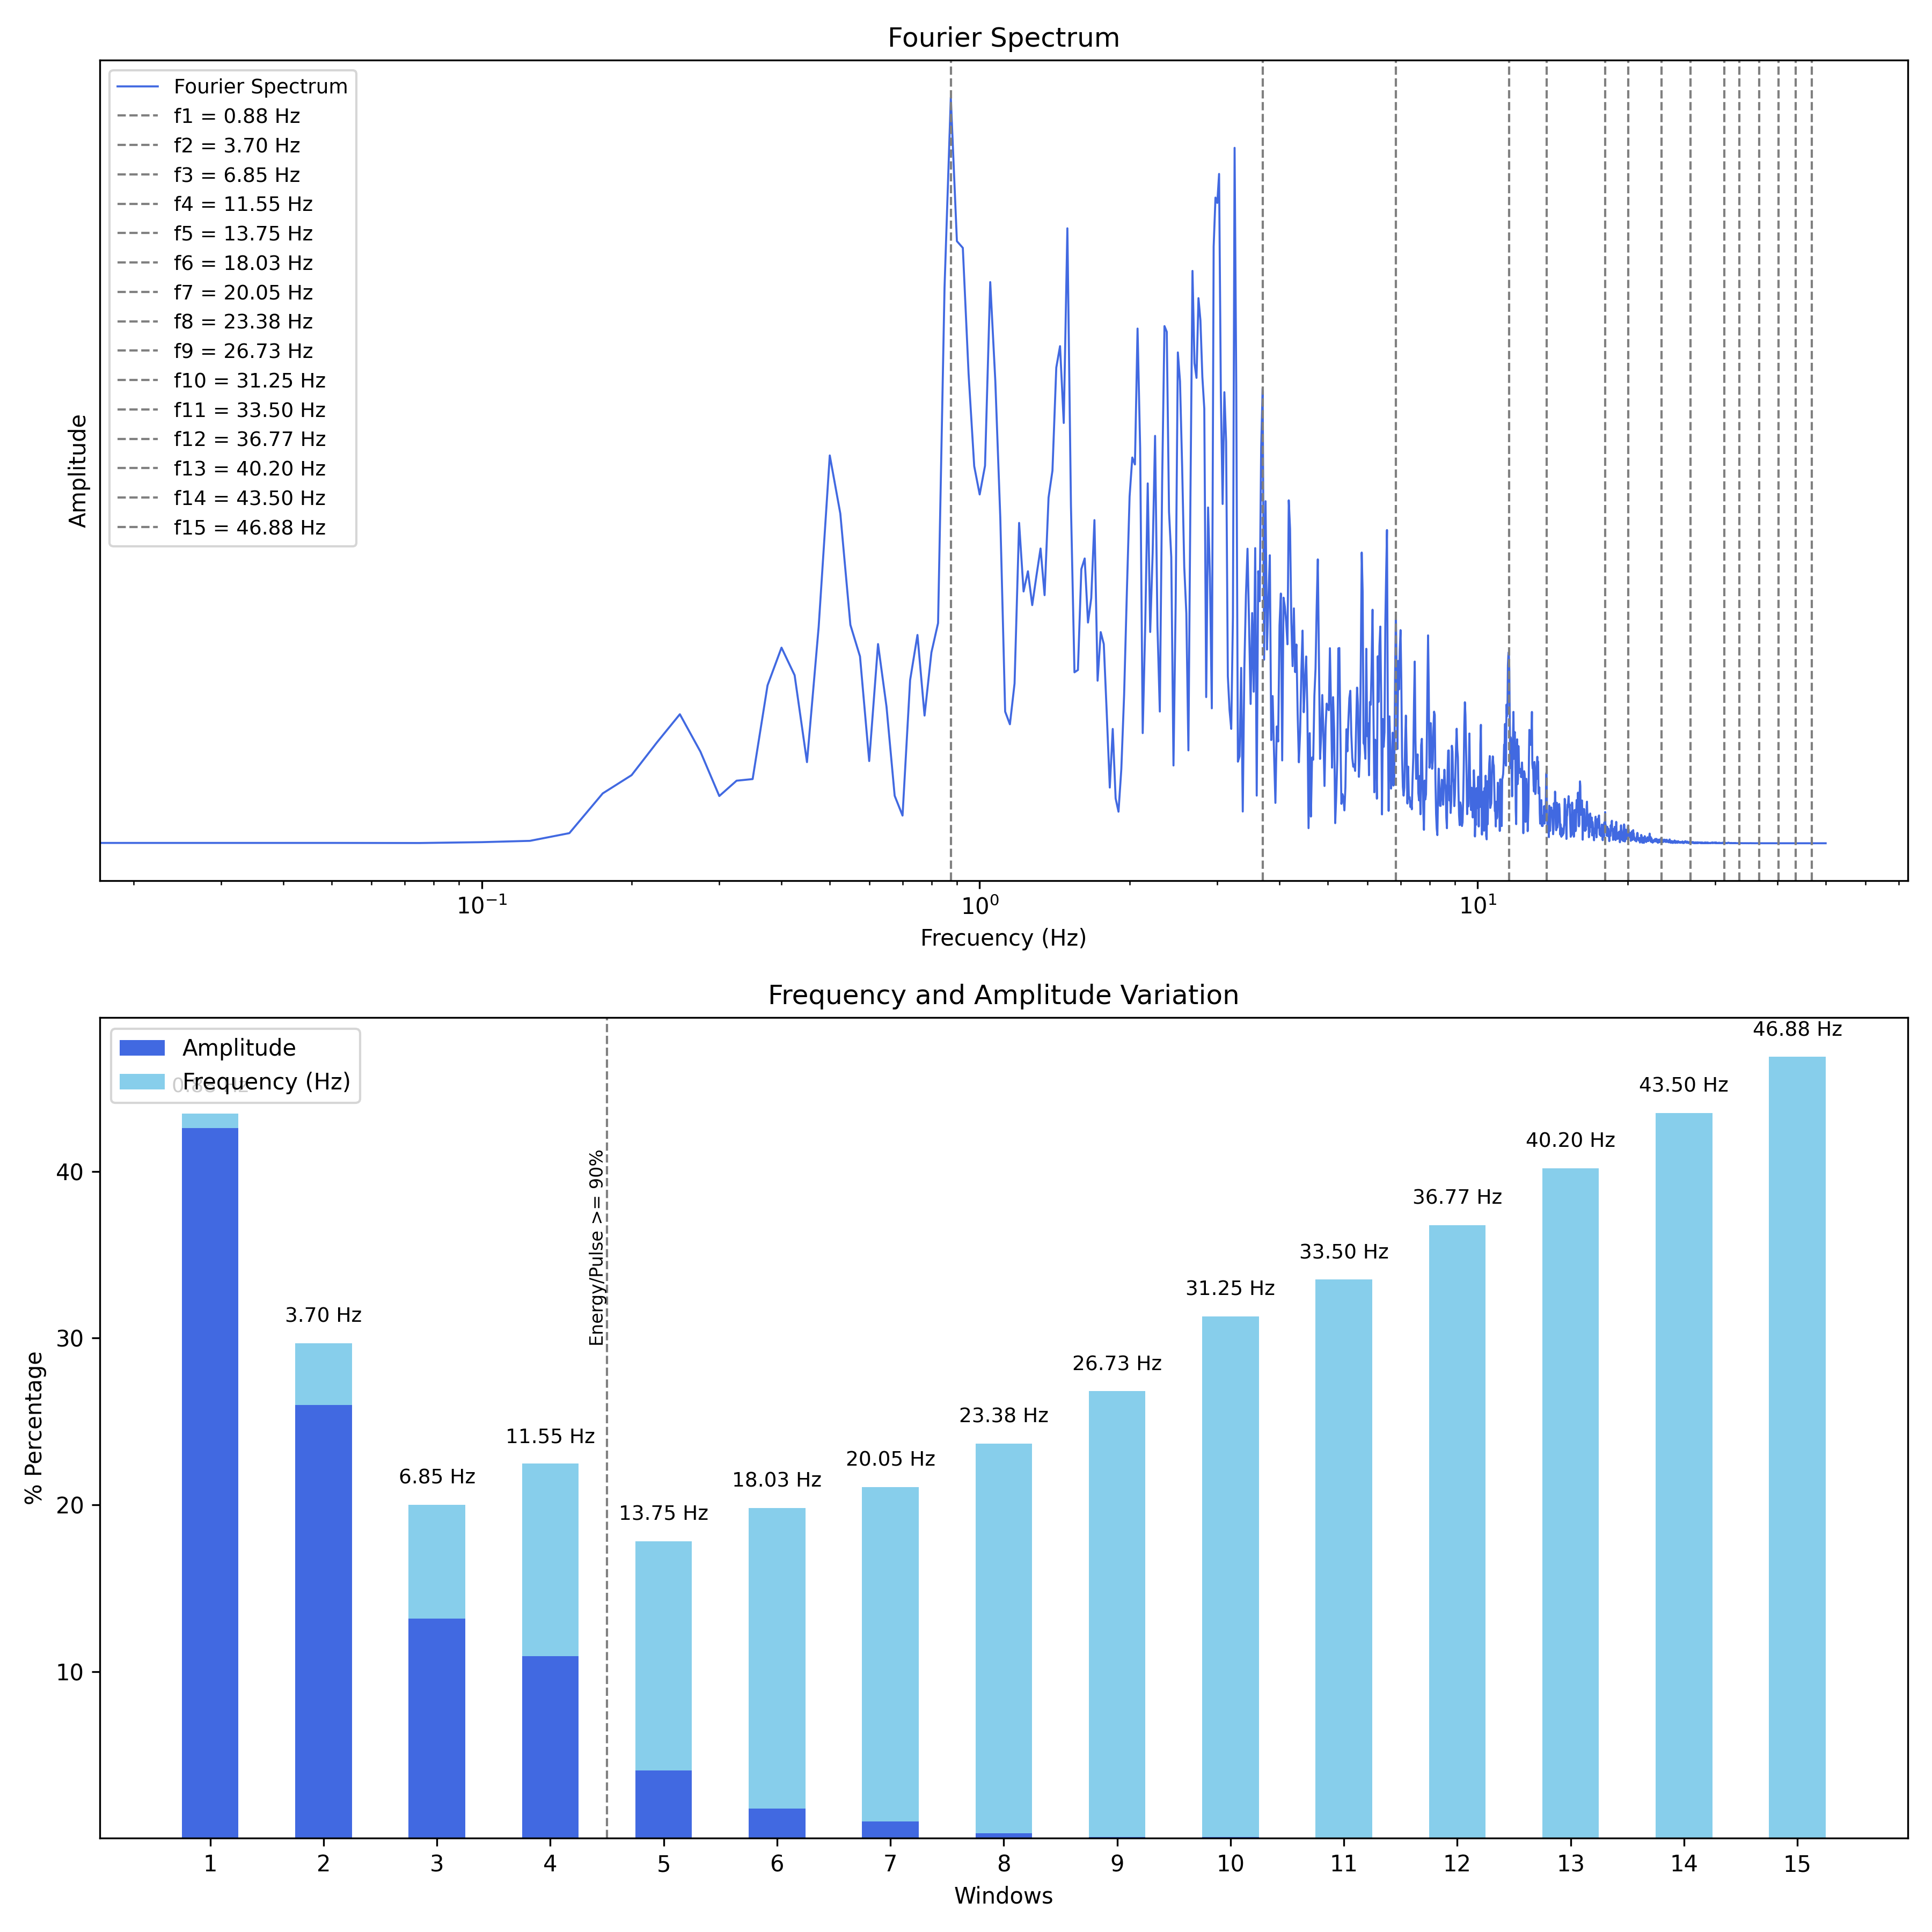 Fourier Spectrum
Fourier Spectrum
f1 = 0.88 Hz
f2 = 3.70 Hz
f3 = 6.85 Hz
f4 = 11.55 Hz
f5 = 13.75 Hz
f6 = 18.03 Hz
f7 = 20.05 Hz
f8 = 23.38 Hz
f9 = 26.73 Hz
f10 = 31.25 Hz
f11 = 33.50 Hz
f12 = 36.77 Hz
f13 = 40.20 Hz
f14 = 43.50 Hz
f15 = 46.88 Hz
Amplitude
10⁻¹ 10⁰ 10¹
Frecuency (Hz)
Frequency and Amplitude Variation
Amplitude
Frequency (Hz)
46.88 Hz
43.50 Hz
40.20 Hz
36.77 Hz
33.50 Hz
31.25 Hz
26.73 Hz
23.38 Hz
20.05 Hz
18.03 Hz
13.75 Hz
11.55 Hz
6.85 Hz
3.70 Hz
Energy/Pulse >= 90%
% Percentage
40
30
20
10
1 2 3 4 5 6 7 8 9 10 11 12 13 14 15
Windows